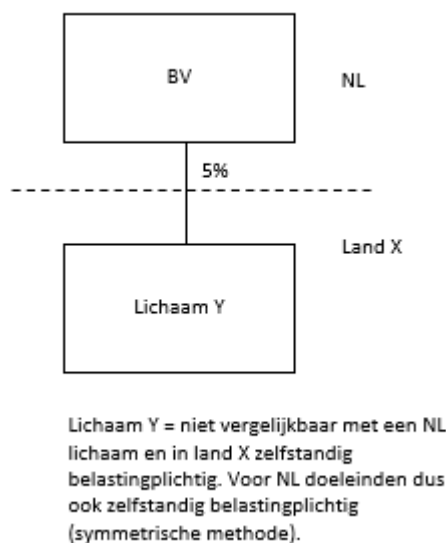 BV
NL
5%
Land X
Lichaam Y
Lichaam Y = niet vergelijkbaar met een NL
lichaam en in land X zelfstandig
belastingplichtig. Voor NL doeleinden dus
ook zelfstandig belastingplichtig
(symmetrische methode).